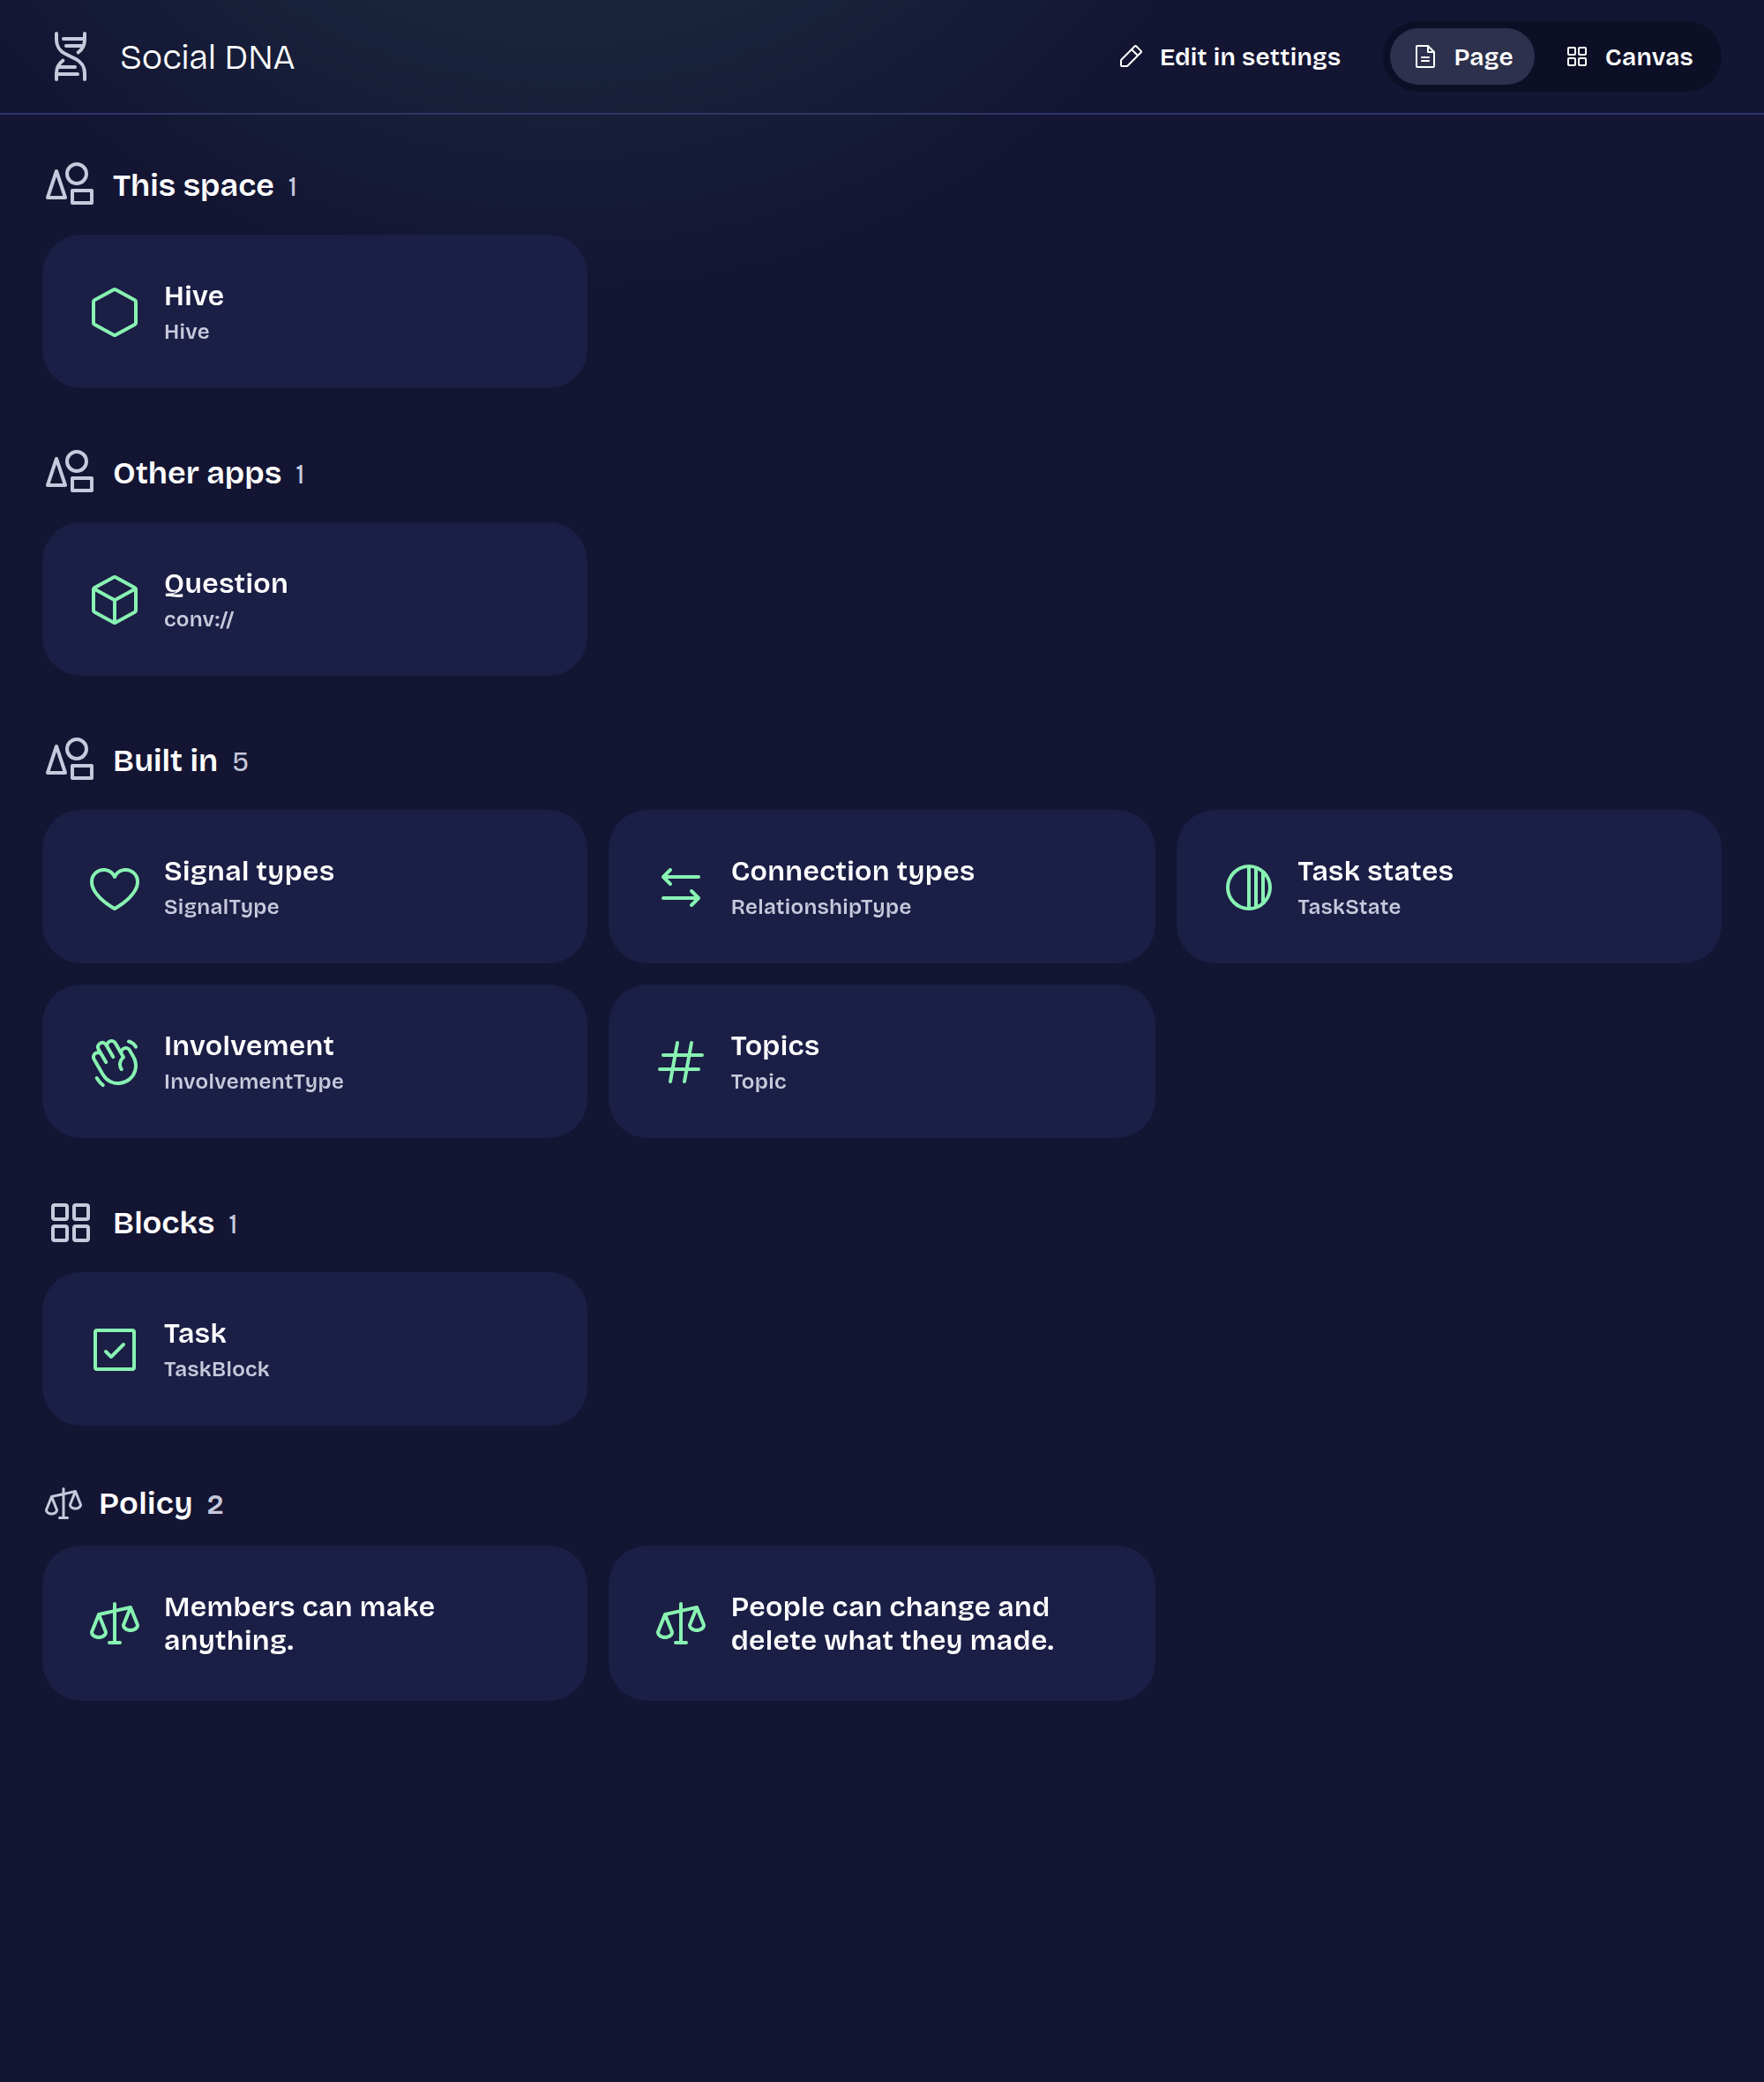 Social DNA
Edit in settings
Page
Canvas
This space 1
Hive
Hive
Other apps 1
Question
conv://
Built in 5
Signal types
SignalType
Connection types
RelationshipType
Task states
TaskState
Involvement
InvolvementType
Topics
Topic
Blocks 1
Task
TaskBlock
Policy 2
Members can make
anything.
People can change and
delete what they made.